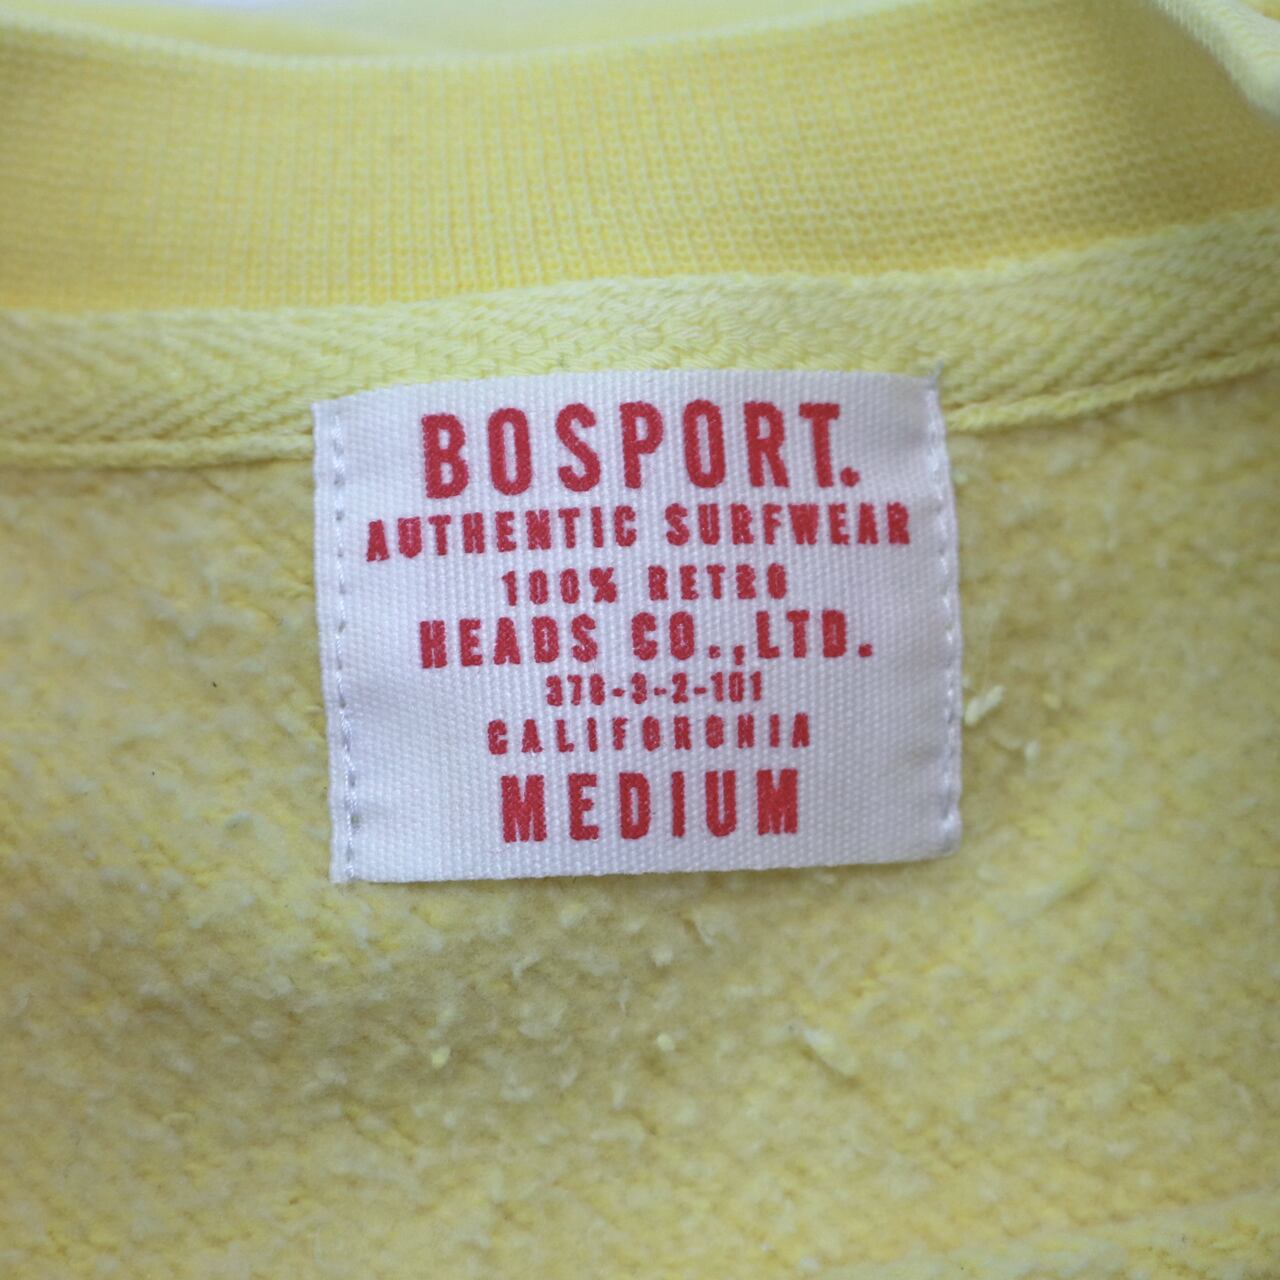 BOSPORT.
AUTHENTIC SURFWEAR
100% RETRO
HEADS CO.,LTD.
378-3-2-101
CALIFORONIA
MEDIUM